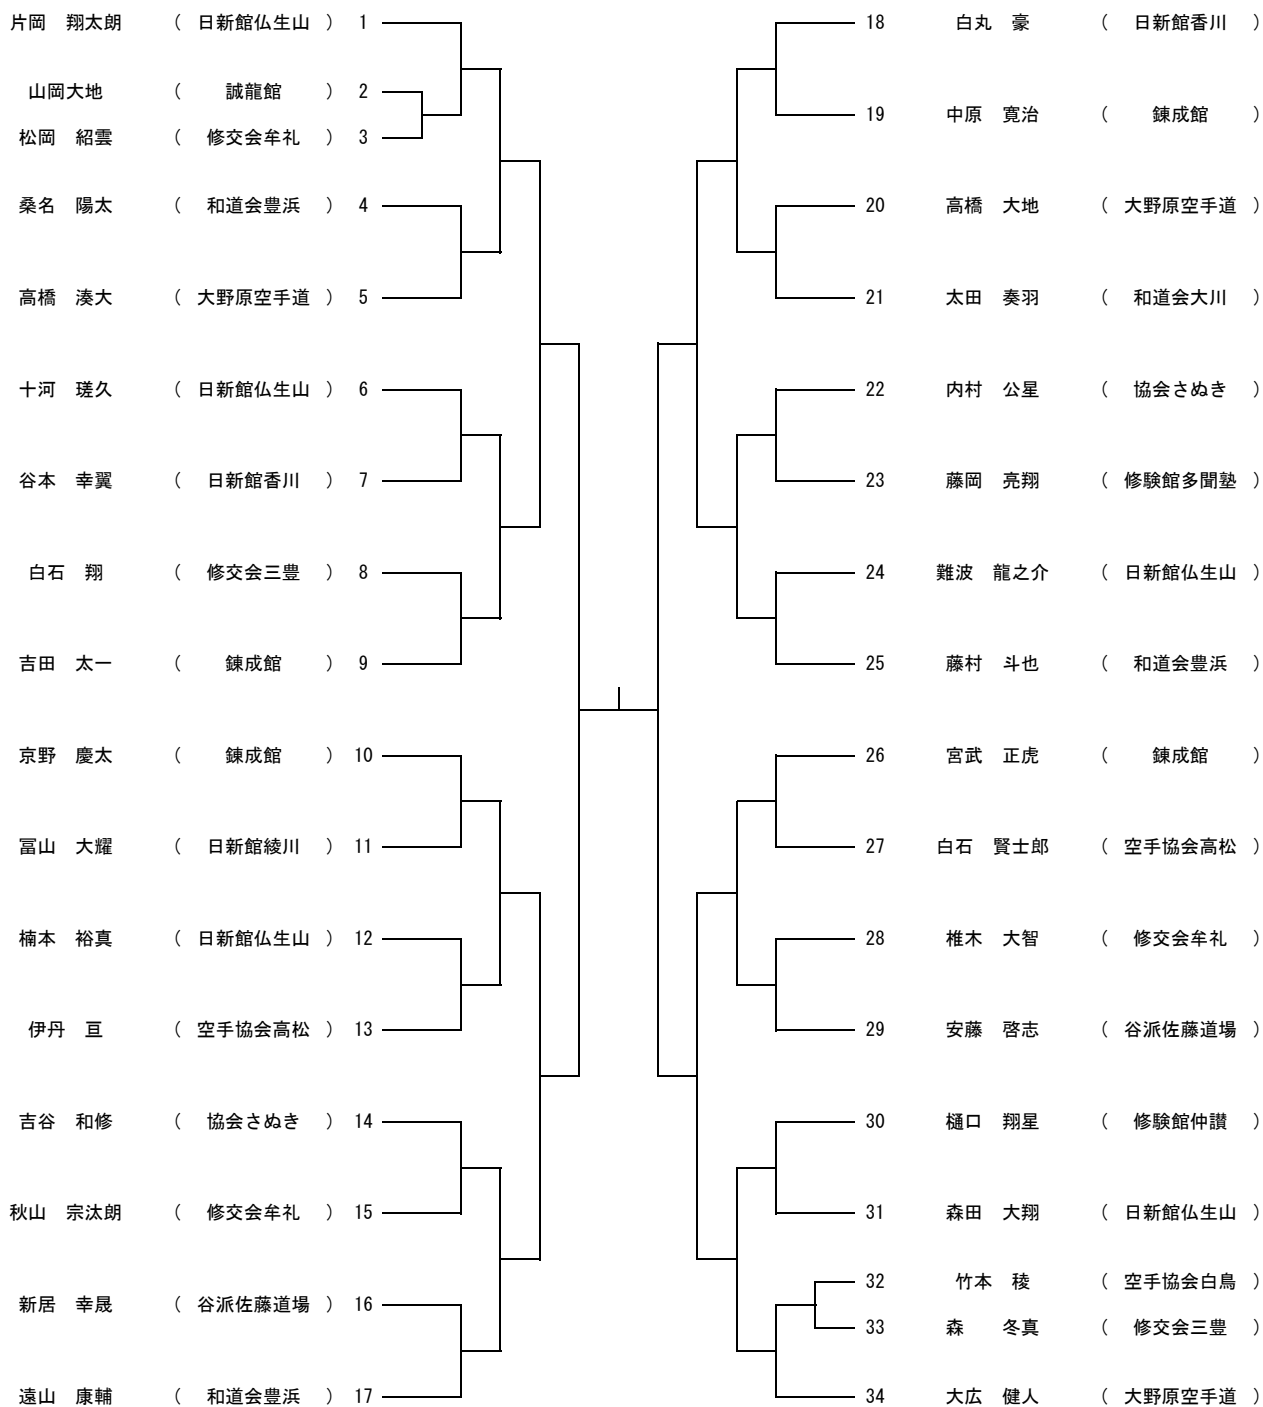 片岡　翔太朗　（　日新館仏生山　）　1
山岡大地　（　誠龍館　）　2
松岡　紹雲　（　修交会牟礼　）　3
桑名　陽太　（　和道会豊浜　）　4
高橋　湊大　（　大野原空手道　）　5
十河　瑳久　（　日新館仏生山　）　6
谷本　幸翼　（　日新館香川　）　7
白石　翔　（　修交会三豊　）　8
吉田　太一　（　錬成館　）　9
京野　慶太　（　錬成館　）　10
冨山　大耀　（　日新館綾川　）　11
楠本　裕真　（　日新館仏生山　）　12
伊丹　亘　（　空手協会高松　）　13
吉谷　和修　（　協会さぬき　）　14
秋山　宗汰朗　（　修交会牟礼　）　15
新居　幸晟　（　谷派佐藤道場　）　16
遠山　康輔　（　和道会豊浜　）　17
18　白丸　豪　（　日新館香川　）
19　中原　寛治　（　錬成館　）
20　高橋　大地　（　大野原空手道　）
21　太田　奏羽　（　和道会大川　）
22　内村　公星　（　協会さぬき　）
23　藤岡　亮翔　（　修験館多聞塾　）
24　難波　龍之介　（　日新館仏生山　）
25　藤村　斗也　（　和道会豊浜　）
26　宮武　正虎　（　錬成館　）
27　白石　賢士郎　（　空手協会高松　）
28　椎木　大智　（　修交会牟礼　）
29　安藤　啓志　（　谷派佐藤道場　）
30　樋口　翔星　（　修験館仲讃　）
31　森田　大翔　（　日新館仏生山　）
32　竹本　稜　（　空手協会白鳥　）
33　森　冬真　（　修交会三豊　）
34　大広　健人　（　大野原空手道　）